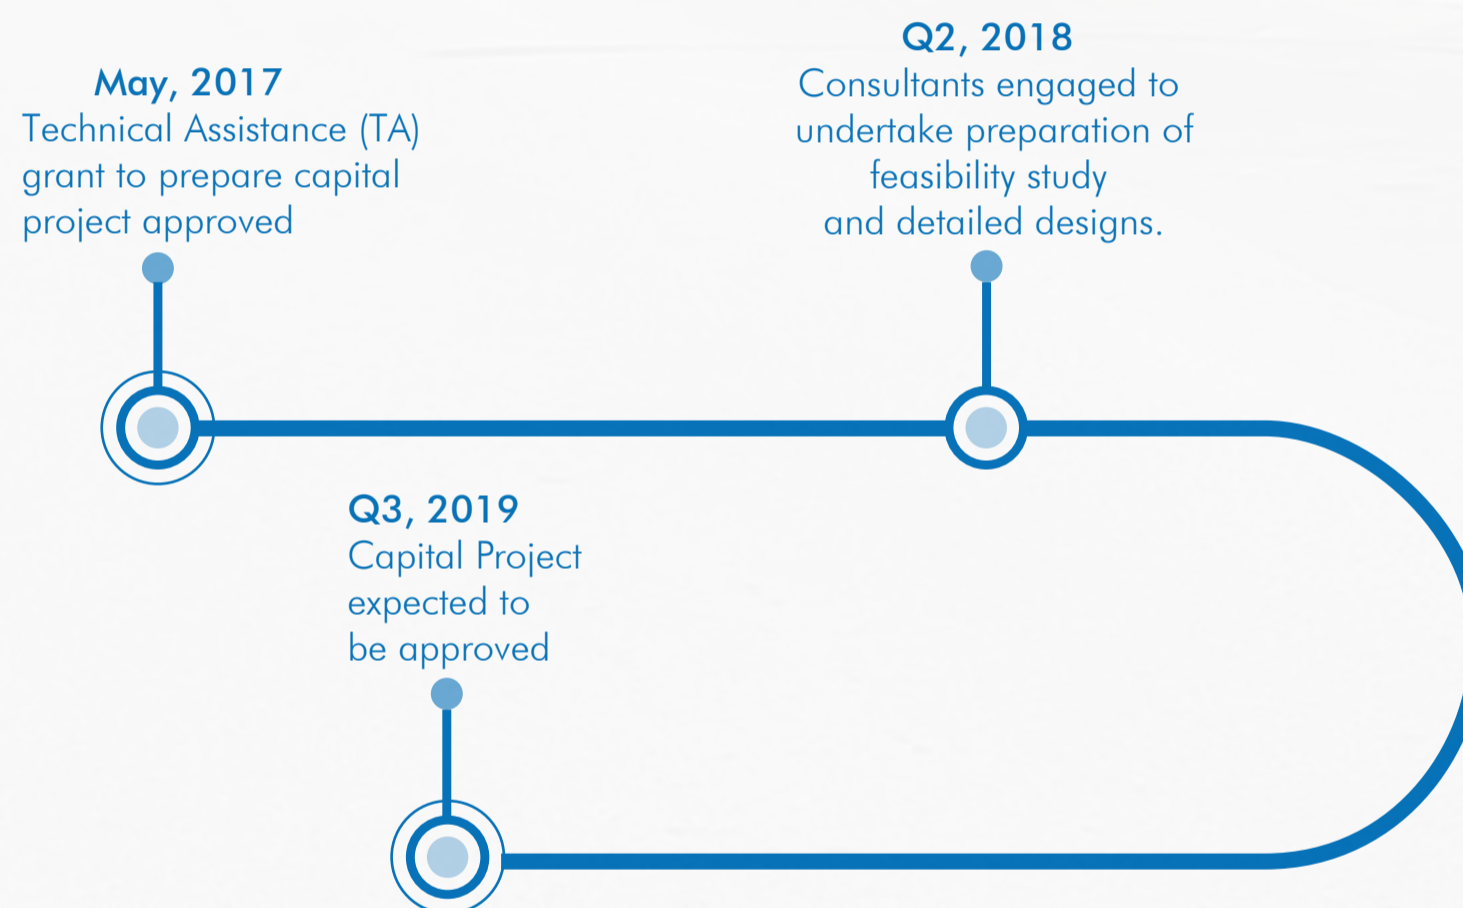 May, 2017
Technical Assistance (TA)
grant to prepare capital
project approved
Q2, 2018
Consultants engaged to
undertake preparation of
feasibility study
and detailed designs.
Q3, 2019
Capital Project
expected to
be approved